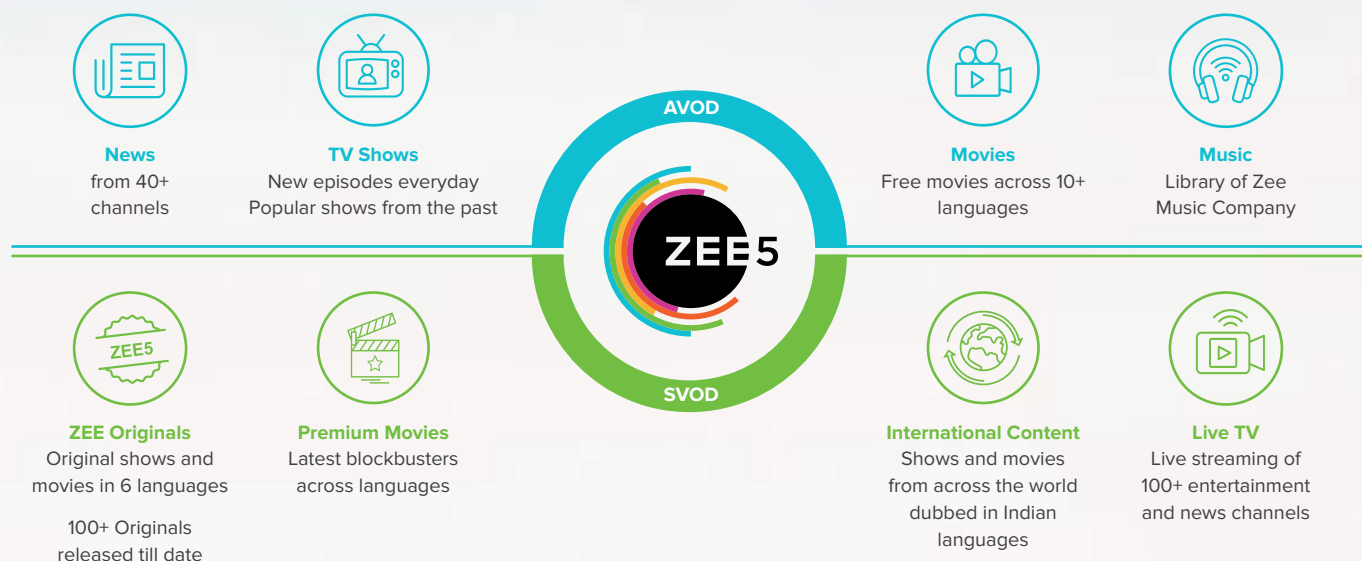 AVOD
News
from 40+
channels
TV Shows
New episodes everyday
Popular shows from the past
ZEE5
Movies
Free movies across 10+
languages
Music
Library of Zee
Music Company
ZEE5
ZEE Originals
Original shows and
movies in 6 languages
100+ Originals
released till date
Premium Movies
Latest blockbusters
across languages
SVOD
International Content
Shows and movies
from across the world
dubbed in Indian
languages
Live TV
Live streaming of
100+ entertainment
and news channels